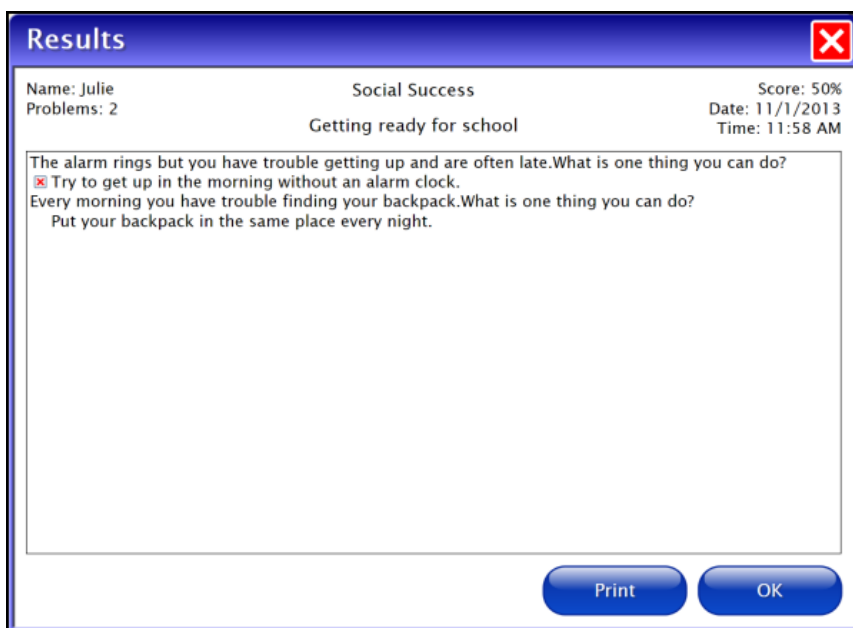 Results
Name: Julie
Problems: 2
Social Success
Getting ready for school
Score: 50%
Date: 11/1/2013
Time: 11:58 AM
The alarm rings but you have trouble getting up and are often late.What is one thing you can do?
Try to get up in the morning without an alarm clock.
Every morning you have trouble finding your backpack.What is one thing you can do?
Put your backpack in the same place every night.
Print
OK